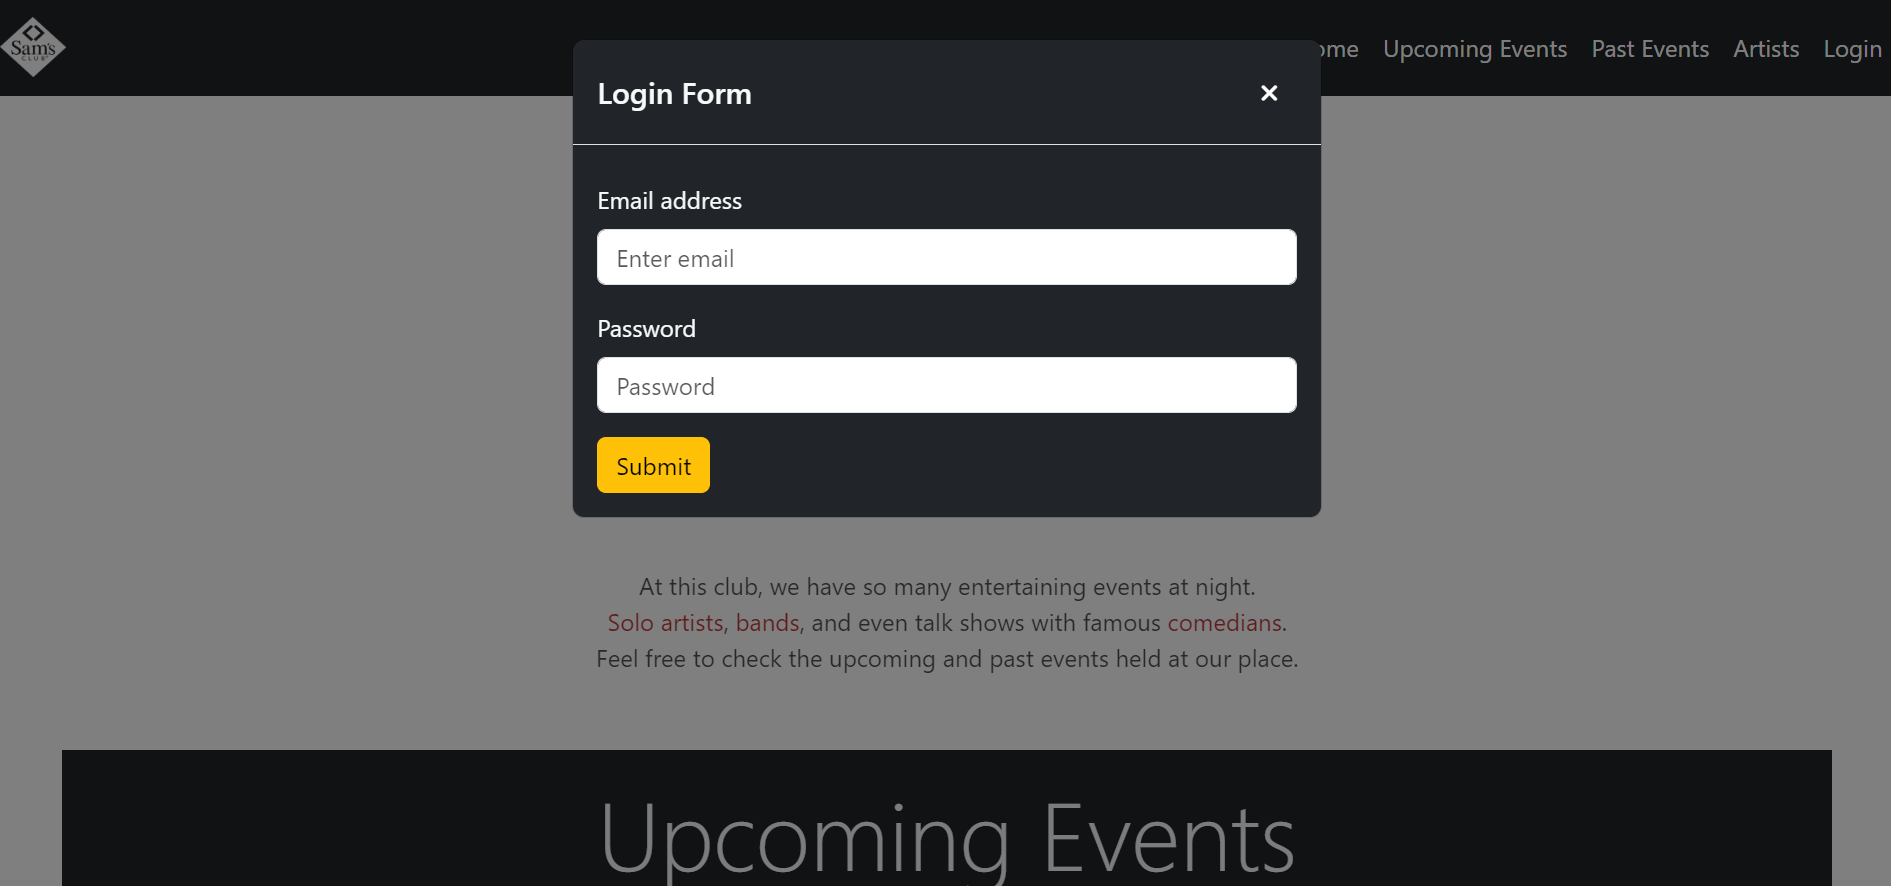 Sam's
CLUB
ome Upcoming Events Past Events Artists Login
Login Form
Email address
Enter email
Password
Password
Submit
At this club, we have so many entertaining events at night.
Solo artists, bands, and even talk shows with famous comedians.
Feel free to check the upcoming and past events held at our place.
Upcoming Events